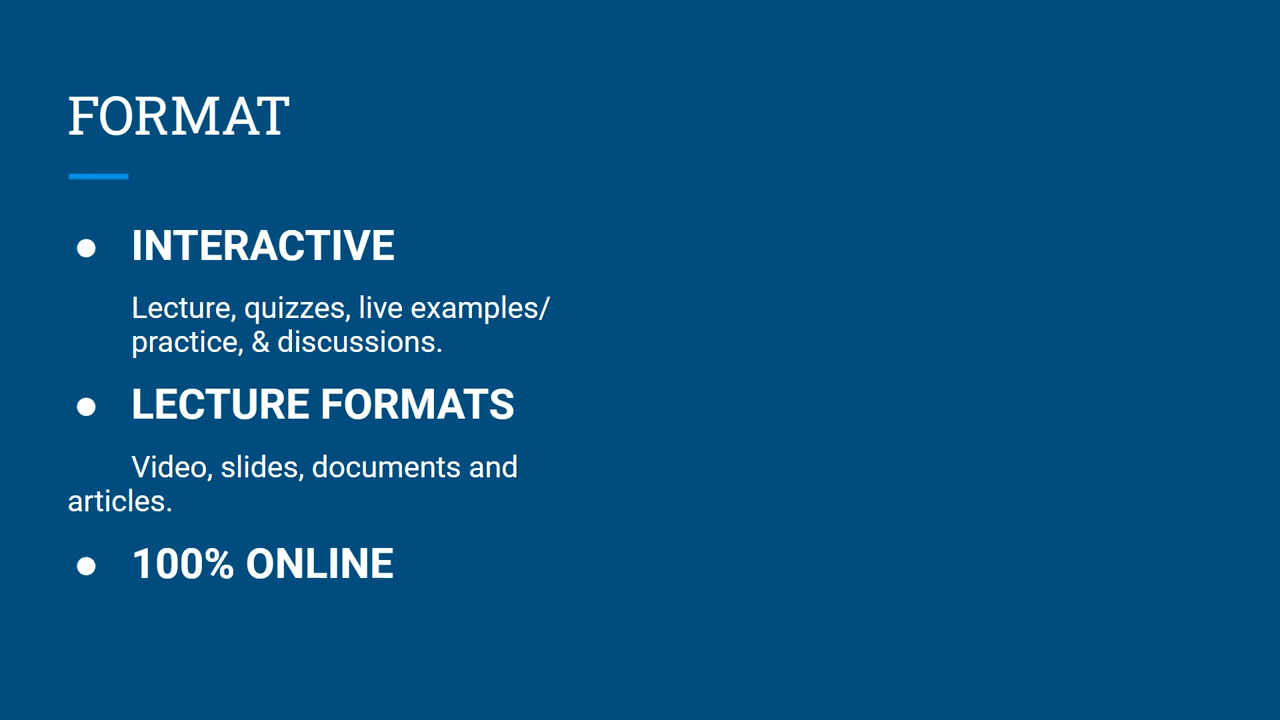 FORMAT
● INTERACTIVE
Lecture, quizzes, live examples/
practice, & discussions.
● LECTURE FORMATS
Video, slides, documents and
articles.
● 100% ONLINE